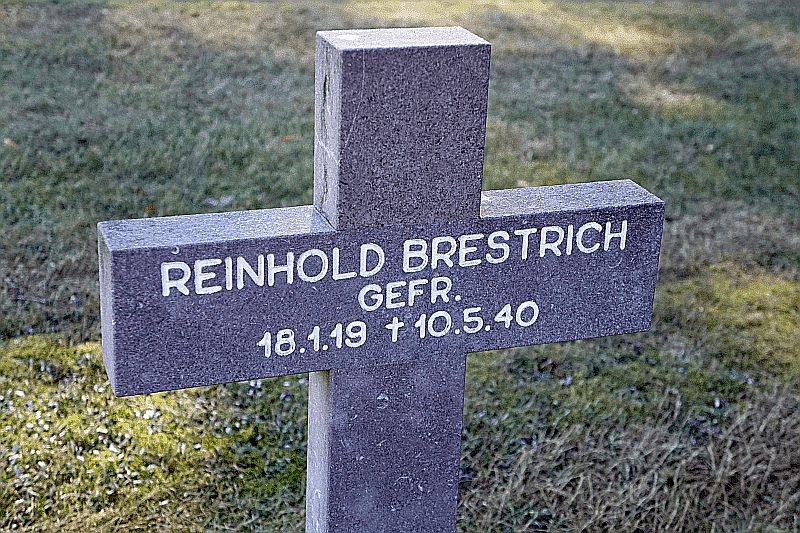 REINHOLD BRESTRICH
GEFR.
18.1.19 † 10.5.40